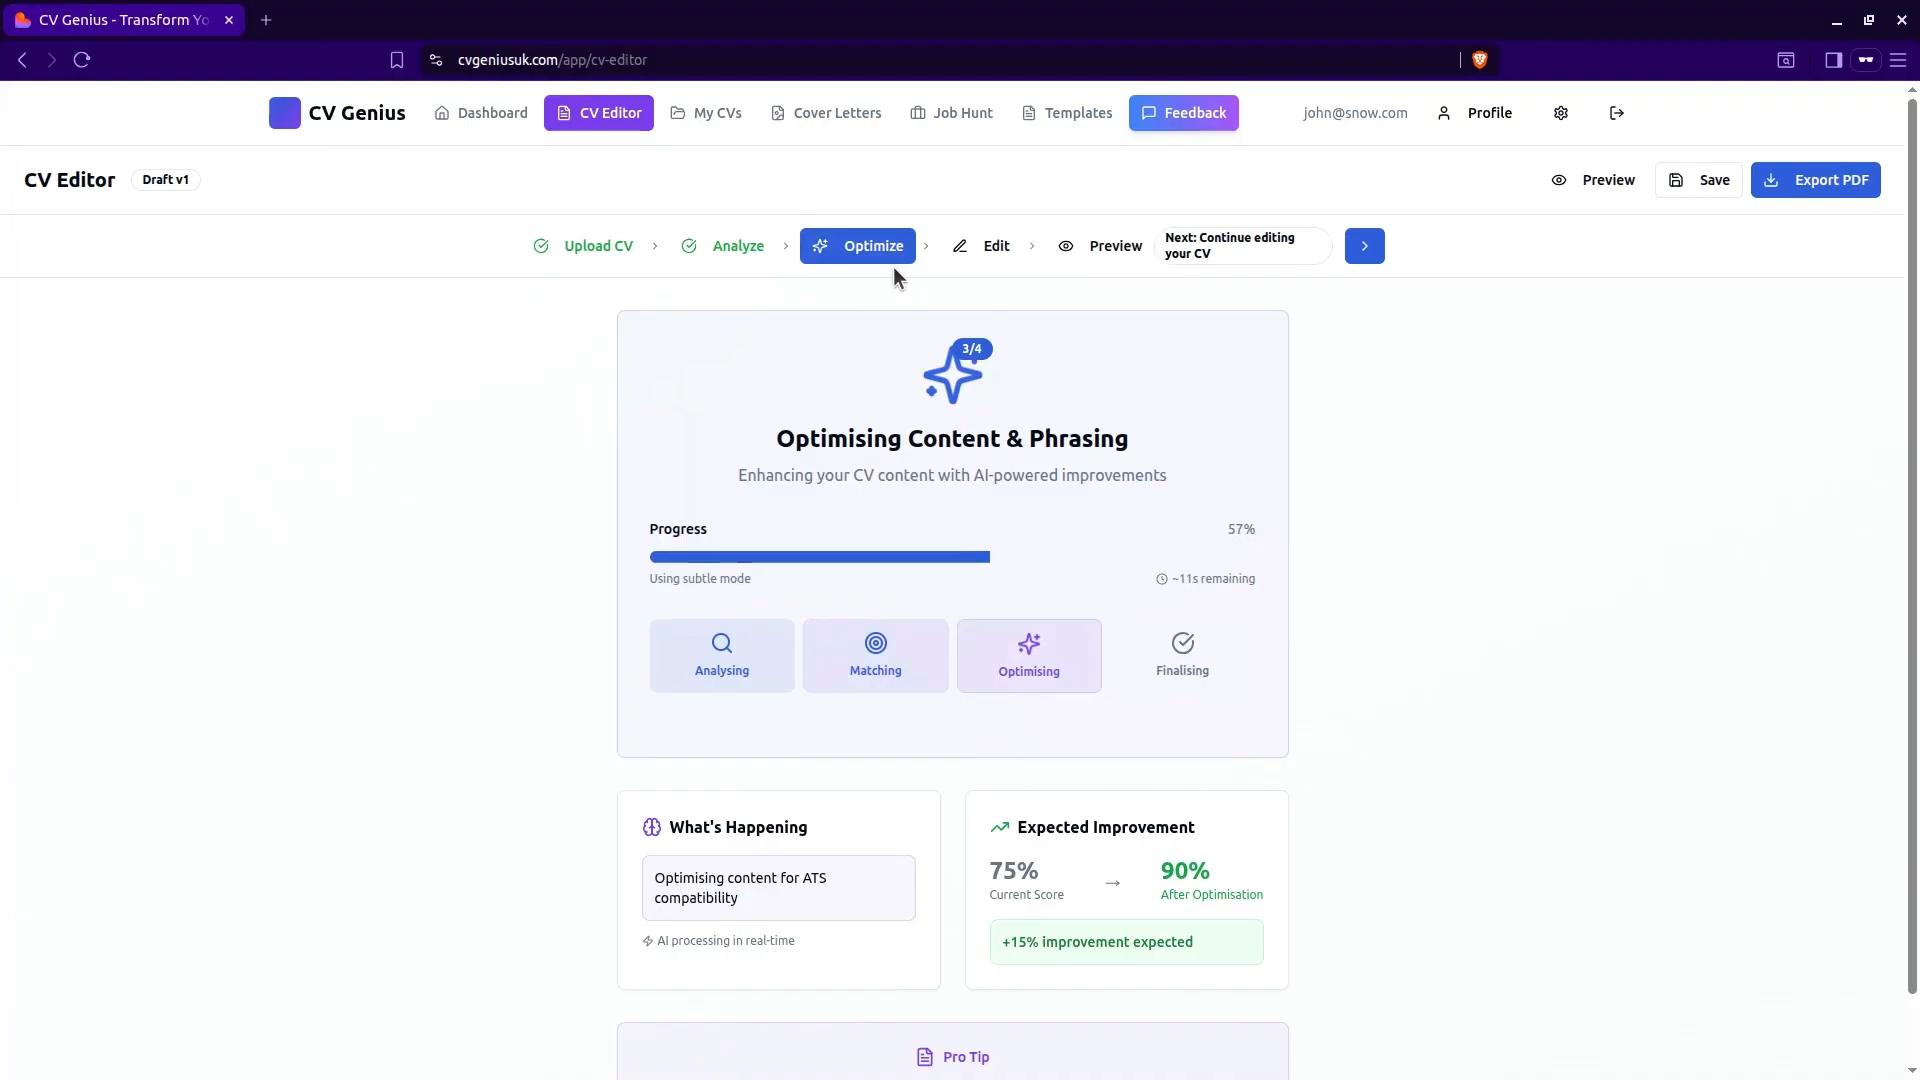 CV Genius - Transform Yo
cvgeniusuk.com/app/cv-editor
CV Genius
Dashboard
CV Editor
My CVs
Cover Letters
Job Hunt
Templates
Feedback
john@snow.com
Profile
CV Editor
Draft v1
Preview
Save
Export PDF
Upload CV
Analyze
Optimize
Edit
Preview
Next: Continue editing
your CV
3/4
Optimising Content & Phrasing
Enhancing your CV content with AI-powered improvements
Progress
57%
Using subtle mode
~11s remaining
Analysing
Matching
Optimising
Finalising
What's Happening
Optimising content for ATS
compatibility
AI processing in real-time
Expected Improvement
75%
Current Score
→
90%
After Optimisation
+15% improvement expected
Pro Tip